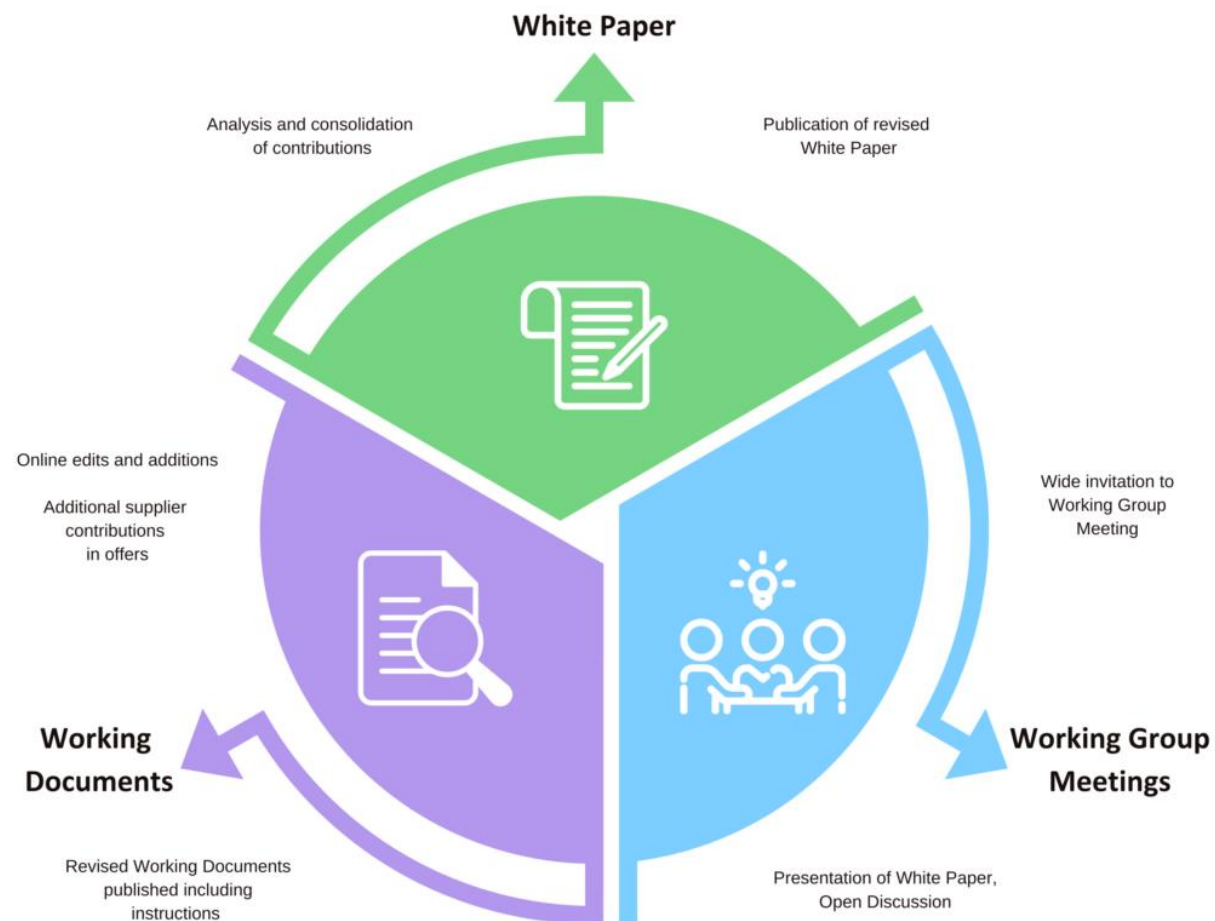 White Paper
Analysis and consolidation
of contributions
Publication of revised
White Paper
Online edits and additions
Additional supplier
contributions
in offers
Wide invitation to
Working Group
Meeting
Working
Documents
Working Group
Meetings
Revised Working Documents
published including
instructions
Presentation of White Paper,
Open Discussion